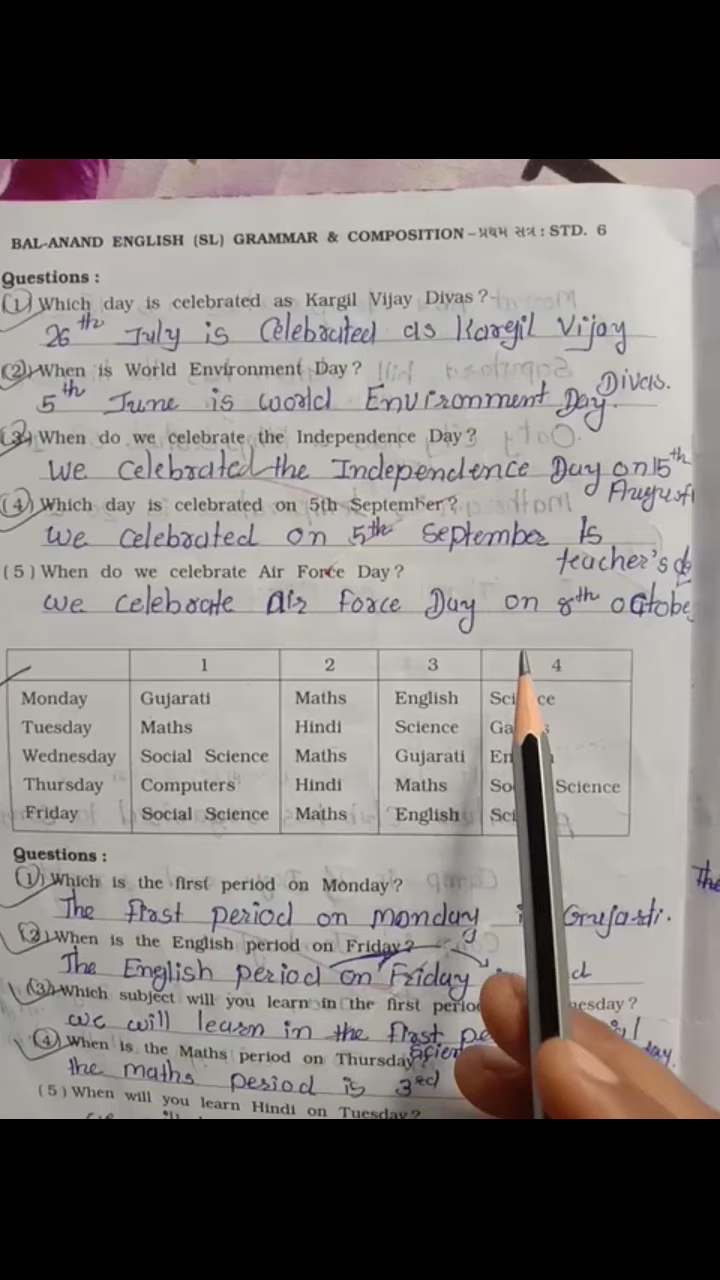 BAL-ANAND ENGLISH (SL) GRAMMAR & COMPOSITION – પ્રથમ સત્ર : STD. 6
Questions :
(1) Which day is celebrated as Kargil Vijay Divas ?
26th July is Celebrated as Kargil Vijay
Divas.
(2) When is World Environment Day ?
5th June is World Environment Day.
(3) When do we celebrate the Independence Day ?
We Celebrated the Independence Day on 15th
August
(4) Which day is celebrated on 5th September ?
We Celebrated on 5th September Is
teacher's
(5) When do we celebrate Air Force Day ?
We celebrate Air Force Day on 8th
1 2 3 4
Monday Gujarati Maths English
Tuesday Maths Hindi Science
Wednesday Social Science Maths Gujarati
Thursday Computers Hindi Maths Science
Friday Social Science Maths English
Questions :
(1) Which is the first period on Monday ?
The first period on Monday
(2) When is the English period on Friday ?
The English period on Friday
(3) Which subject will you learn in the first
We will learn in the first
(4) When is the Maths period on Thursday
the maths period is 3rd
(5) When will you learn Hindi on Tuesday ?
The